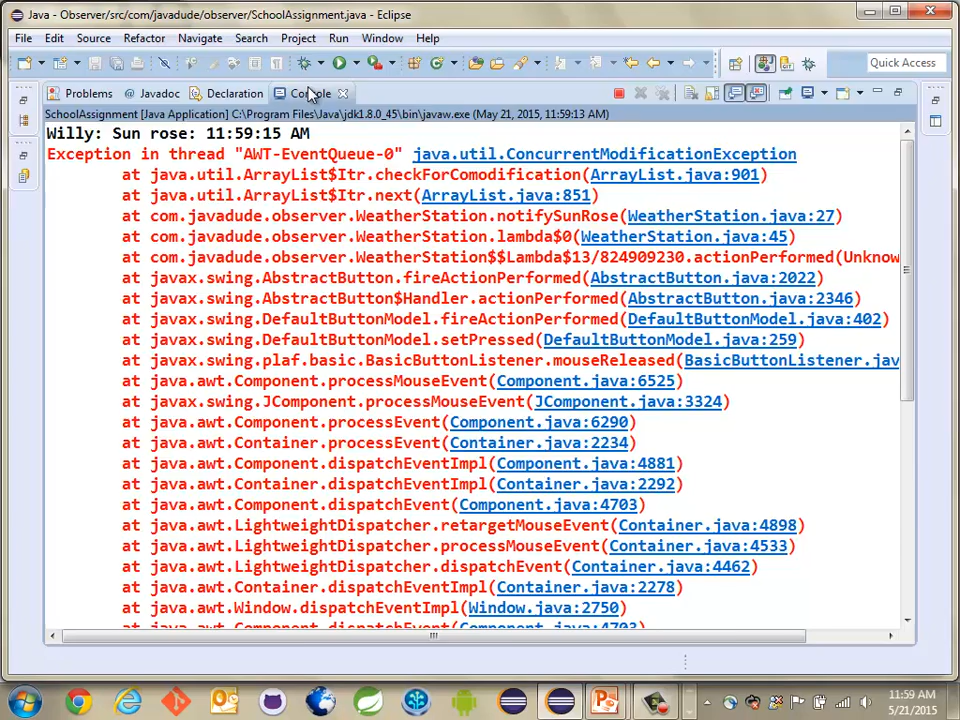 Java - Observer/src/com/javadude/observer/SchoolAssignment.java - Eclipse
File Edit Source Refactor Navigate Search Project Run Window Help
Quick Access
Problems @ Javadoc Declaration Console
SchoolAssignment [Java Application] C:\Program Files\Java\jdk1.8.0_45\bin\javaw.exe (May 21, 2015, 11:59:13 AM)
Willy: Sun rose: 11:59:15 AM
Exception in thread "AWT-EventQueue-0" java.util.ConcurrentModificationException
at java.util.ArrayList$Itr.checkForComodification(ArrayList.java:901)
at java.util.ArrayList$Itr.next(ArrayList.java:851)
at com.javadude.observer.WeatherStation.notifySunRose(WeatherStation.java:27)
at com.javadude.observer.WeatherStation.lambda$0(WeatherStation.java:45)
at com.javadude.observer.WeatherStation$$Lambda$13/824909230.actionPerformed(Unknow
at javax.swing.AbstractButton.fireActionPerformed(AbstractButton.java:2022)
at javax.swing.AbstractButton$Handler.actionPerformed(AbstractButton.java:2346)
at javax.swing.DefaultButtonModel.fireActionPerformed(DefaultButtonModel.java:402)
at javax.swing.DefaultButtonModel.setPressed(DefaultButtonModel.java:259)
at javax.swing.plaf.basic.BasicButtonListener.mouseReleased(BasicButtonListener.jav
at java.awt.Component.processMouseEvent(Component.java:6525)
at javax.swing.JComponent.processMouseEvent(JComponent.java:3324)
at java.awt.Component.processEvent(Component.java:6290)
at java.awt.Container.processEvent(Container.java:2234)
at java.awt.Component.dispatchEventImpl(Component.java:4881)
at java.awt.Container.dispatchEventImpl(Container.java:2292)
at java.awt.Component.dispatchEvent(Component.java:4703)
at java.awt.LightweightDispatcher.retargetMouseEvent(Container.java:4898)
at java.awt.LightweightDispatcher.processMouseEvent(Container.java:4533)
at java.awt.LightweightDispatcher.dispatchEvent(Container.java:4462)
at java.awt.Container.dispatchEventImpl(Container.java:2278)
at java.awt.Window.dispatchEventImpl(Window.java:2750)
at java.awt.Component.dispatchEvent(Component.java:4703)
11:59 AM
5/21/2015